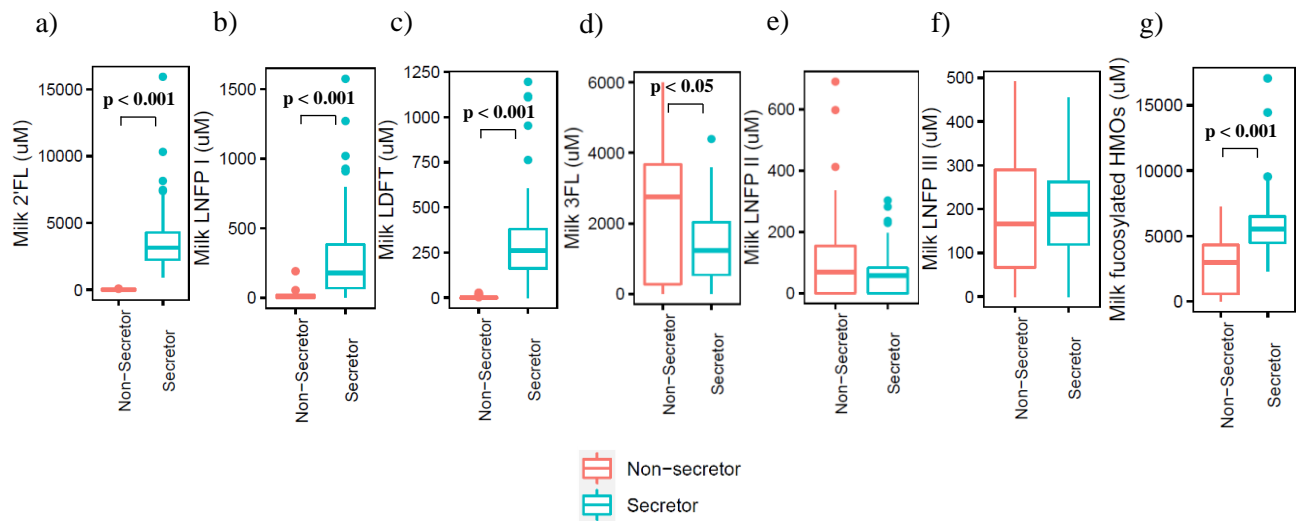 a)
b)
c)
d)
e)
f)
g)
Milk 2'FL (uM)
15000
10000
5000
0
p < 0.001
Non−Secretor
Secretor
Milk LNFP I (uM)
1500
1000
500
0
p < 0.001
Non−Secretor
Secretor
Milk LDFT (uM)
1250
1000
750
500
250
0
p < 0.001
Non−Secretor
Secretor
Milk 3FL (uM)
6000
4000
2000
0
p < 0.05
Non−Secretor
Secretor
Milk LNFP II (uM)
600
400
200
0
Non−Secretor
Secretor
Milk LNFP III (uM)
500
400
300
200
100
0
Non−Secretor
Secretor
Milk fucosylated HMOs (uM)
15000
10000
5000
0
p < 0.001
Non−Secretor
Secretor
Non−secretor
Secretor